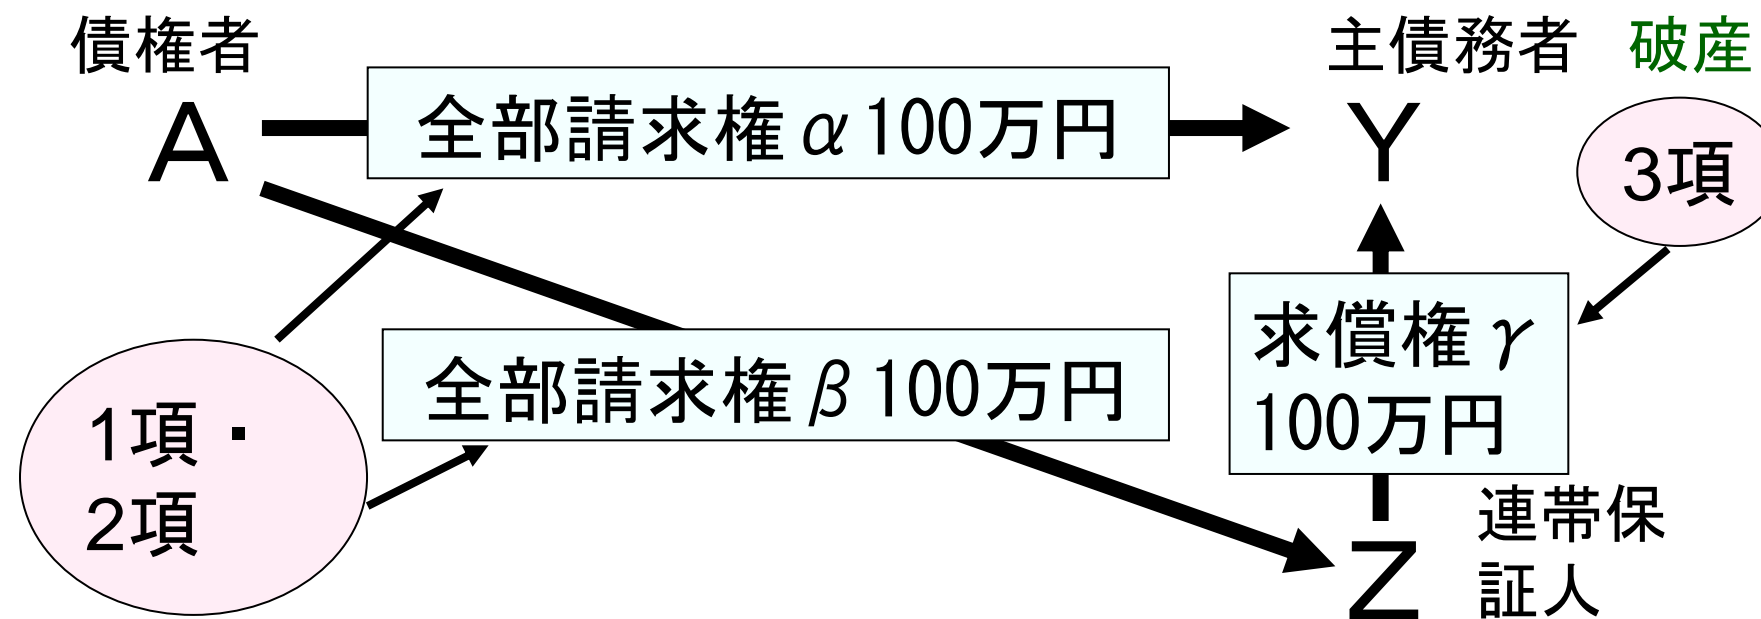 債権者
主債務者 破産
A
全部請求権α100万円
Y
3項
全部請求権β100万円
求償権γ
100万円
1項・
2項
連帯保
証人
Z